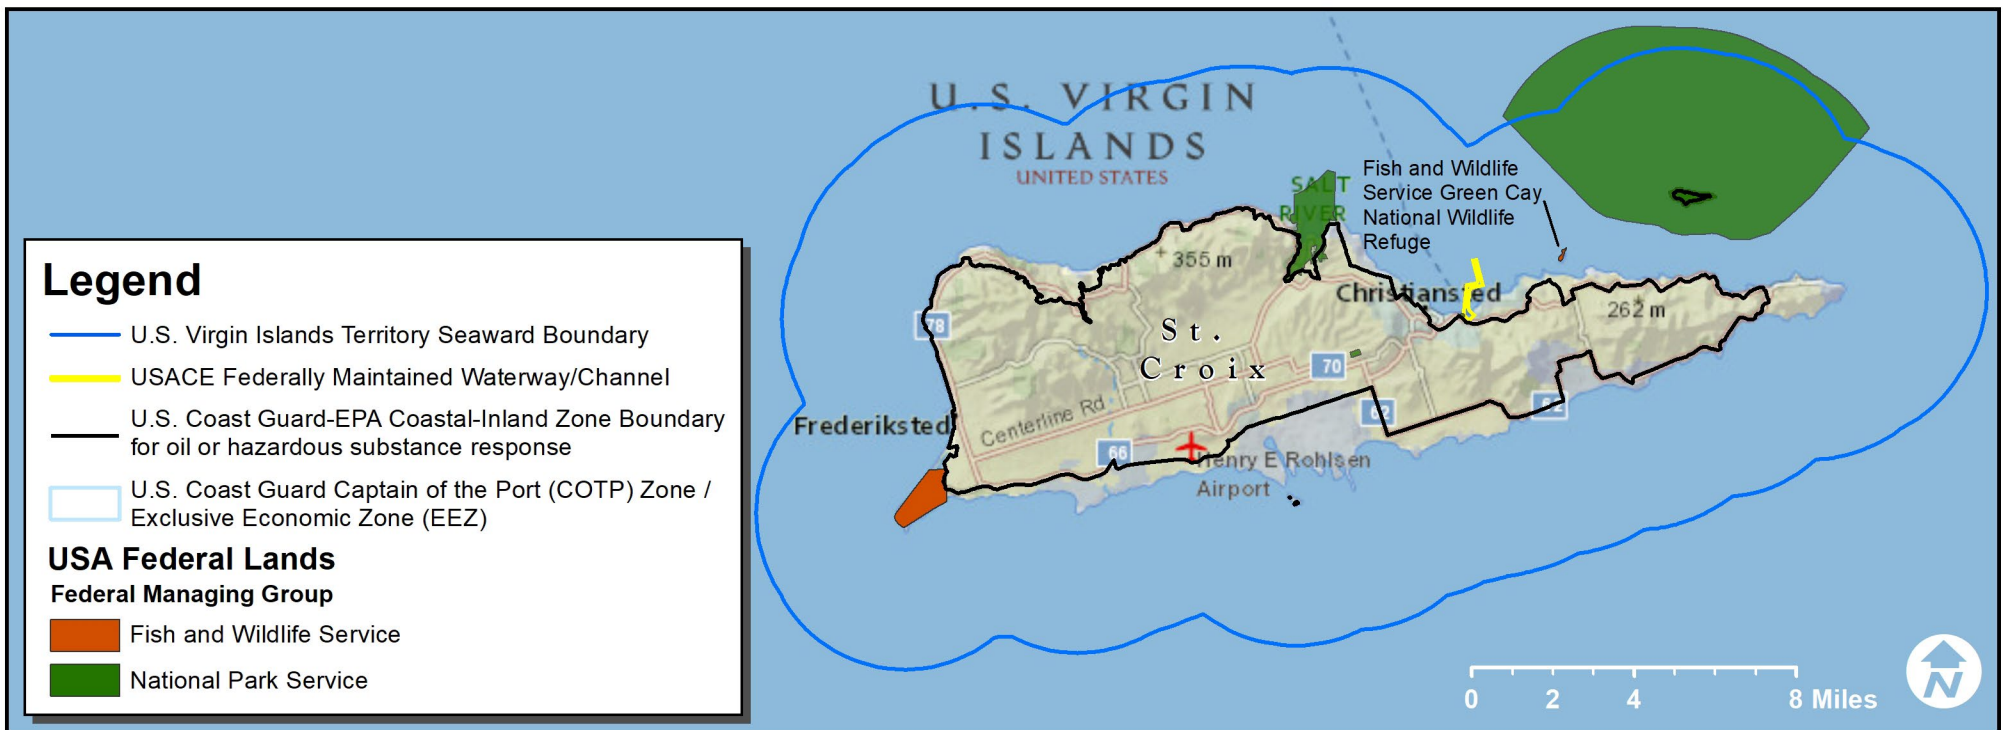 U.S. VIRGIN
ISLANDS
UNITED STATES
SALT
RIVER
Fish and Wildlife
Service Green Cay
National Wildlife
Refuge
355 m
Christiansted
262 m
78
St.
Croix
70
62
62
Frederiksted
Centerline Rd
66
Henry E Rohlsen
Airport
Legend
U.S. Virgin Islands Territory Seaward Boundary
USACE Federally Maintained Waterway/Channel
U.S. Coast Guard-EPA Coastal-Inland Zone Boundary
for oil or hazardous substance response
U.S. Coast Guard Captain of the Port (COTP) Zone /
Exclusive Economic Zone (EEZ)
USA Federal Lands
Federal Managing Group
Fish and Wildlife Service
National Park Service
0 2 4 8 Miles
N